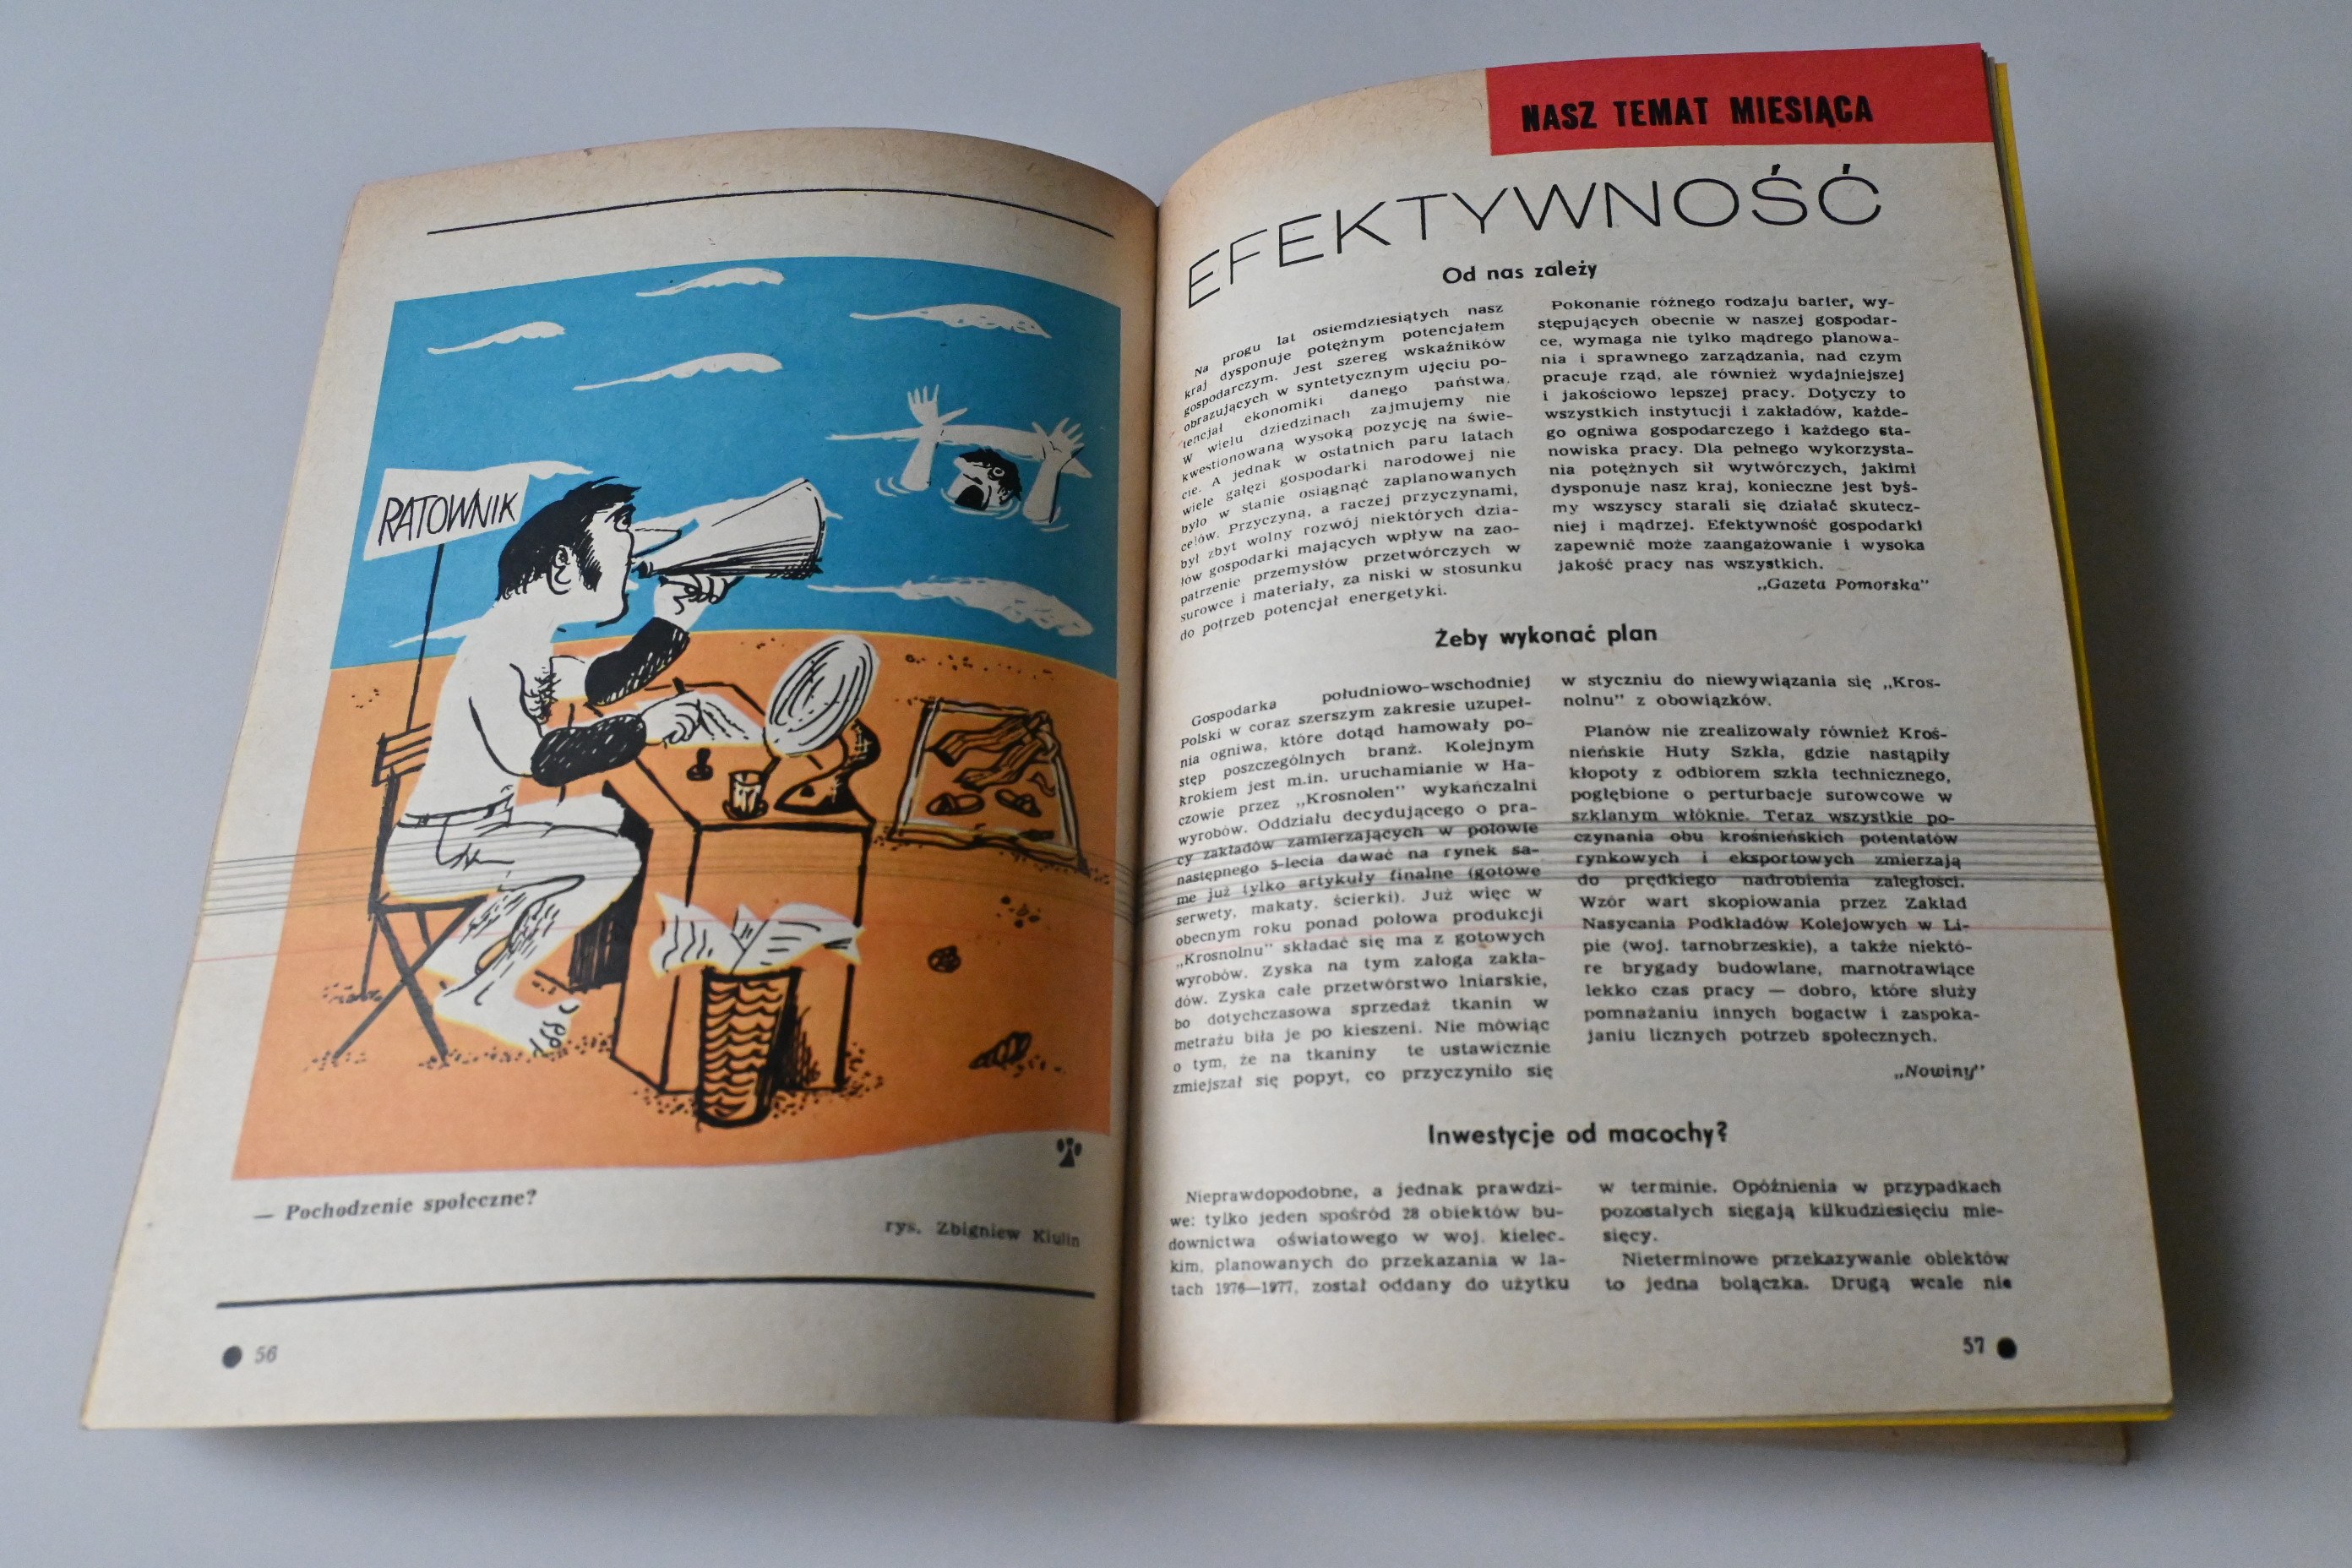 RATOWNIK
— Pochodzenie społeczne?
rys. Zbigniew Kiulin
56
NASZ TEMAT MIESIĄCA
EFEKTYWNOŚĆ
Od nas zależy
Na progu lat osiemdziesiątych nasz
kraj dysponuje potężnym potencjałem
gospodarczym. Jest szereg wskaźników
obrazujących w syntetycznym ujęciu po-
tencjał ekonomiki danego państwa.
W wielu dziedzinach zajmujemy nie
kwestionowaną wysoką pozycję na świe-
cie. A jednak w ostatnich paru latach
wiele gałęzi gospodarki narodowej nie
było w stanie osiągnąć zaplanowanych
celów. Przyczyną, a raczej przyczynami,
był zbyt wolny rozwój niektórych dzia-
łów gospodarki mających wpływ na zao-
patrzenie przemysłów przetwórczych w
surowce i materiały, za niski w stosunku
do potrzeb potencjał energetyki.
Pokonanie różnego rodzaju barier, wy-
stępujących obecnie w naszej gospodar-
ce, wymaga nie tylko mądrego planowa-
nia i sprawnego zarządzania, nad czym
pracuje rząd, ale również wydajniejszej
i jakościowo lepszej pracy. Dotyczy to
wszystkich instytucji i zakładów, każde-
go ogniwa gospodarczego i każdego sta-
nowiska pracy. Dla pełnego wykorzysta-
nia potężnych sił wytwórczych, jakimi
dysponuje nasz kraj, konieczne jest byś-
my wszyscy starali się działać skutecz-
niej i mądrzej. Efektywność gospodarki
zapewnić może zaangażowanie i wysoka
jakość pracy nas wszystkich.
„Gazeta Pomorska”
Żeby wykonać plan
Gospodarka południowo-wschodniej
Polski w coraz szerszym zakresie uzupeł-
nia ogniwa, które dotąd hamowały po-
stęp poszczególnych branż. Kolejnym
krokiem jest m.in. uruchamianie w Ha-
czowie przez „Krosnolen” wykańczalni
wyrobów. Oddziału decydującego o pra-
cy zakładów zamierzających w połowie
następnego 5-lecia dawać na rynek sa-
me już tylko artykuły finalne (gotowe
serwety, makaty, ścierki). Już więc w
obecnym roku ponad połowa produkcji
„Krosnolnu” składać się ma z gotowych
wyrobów. Zyska na tym załoga zakła-
dów. Zyska całe przetwórstwo lniarskie,
bo dotychczasowa sprzedaż tkanin w
metrażu biła je po kieszeni. Nie mówiąc
o tym, że na tkaniny te ustawicznie
zmiejszał się popyt, co przyczyniło się
w styczniu do niewywiązania się „Kros-
nolnu” z obowiązków.
Planów nie zrealizowały również Kroś-
nieńskie Huty Szkła, gdzie nastąpiły
kłopoty z odbiorem szkła technicznego,
pogłębione o perturbacje surowcowe w
szklanym włóknie. Teraz wszystkie po-
czynania obu krośnieńskich potentatów
rynkowych i eksportowych zmierzają
do prędkiego nadrobienia zaległości.
Wzór wart skopiowania przez Zakład
Nasycania Podkładów Kolejowych w Li-
pie (woj. tarnobrzeskie), a także niektó-
re brygady budowlane, marnotrawiące
lekko czas pracy — dobro, które służy
pomnażaniu innych bogactw i zaspoka-
janiu licznych potrzeb społecznych.
„Nowiny”
Inwestycje od macochy?
Nieprawdopodobne, a jednak prawdzi-
we: tylko jeden spośród 28 obiektów bu-
downictwa oświatowego w woj. kielec-
kim, planowanych do przekazania w la-
tach 1976—1977, został oddany do użytku
w terminie. Opóźnienia w przypadkach
pozostałych sięgają kilkudziesięciu mie-
sięcy.
Nieterminowe przekazywanie obiektów
to jedna bolączka. Drugą wcale nie
57